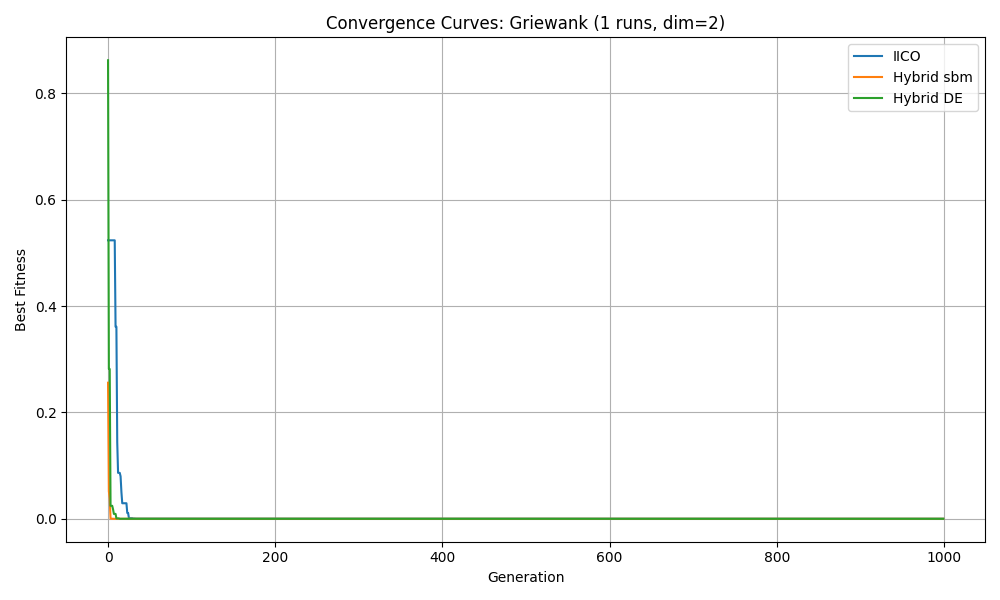 Convergence Curves: Griewank (1 runs, dim=2)
IICO
Hybrid sbm
Hybrid DE
Best Fitness
0.8
0.6
0.4
0.2
0.0
0 200 400 600 800 1000
Generation